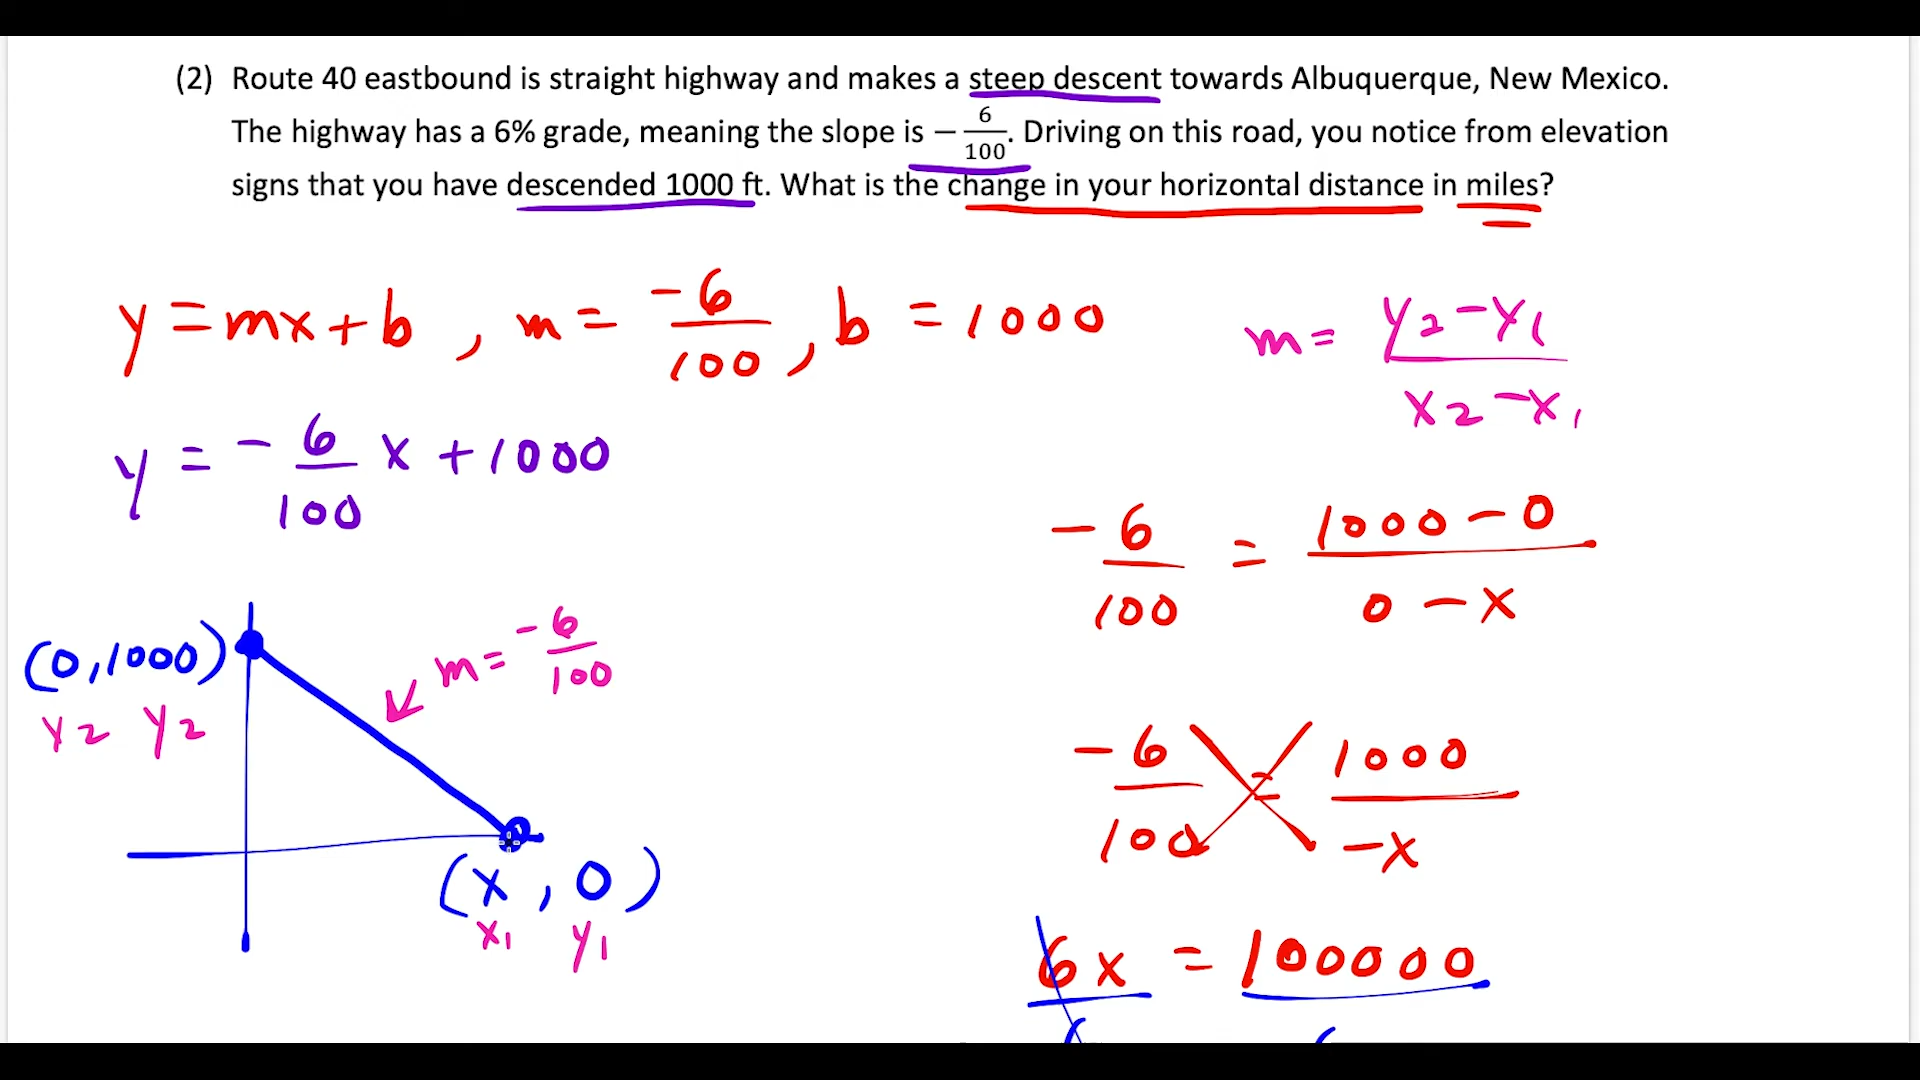 (2) Route 40 eastbound is straight highway and makes a steep descent towards Albuquerque, New Mexico.
The highway has a 6% grade, meaning the slope is −6/100. Driving on this road, you notice from elevation
signs that you have descended 1000 ft. What is the change in your horizontal distance in miles?
y = mx + b , m = -6/100 , b = 1000
y = -6/100 x + 1000
(0,1000)
x2 y2
m = -6/100
(x , 0)
x1 y1
m = y2-y1/x2-x1
-6/100 = 1000-0/0-x
-6/100 = 1000/-x
6x = 100000